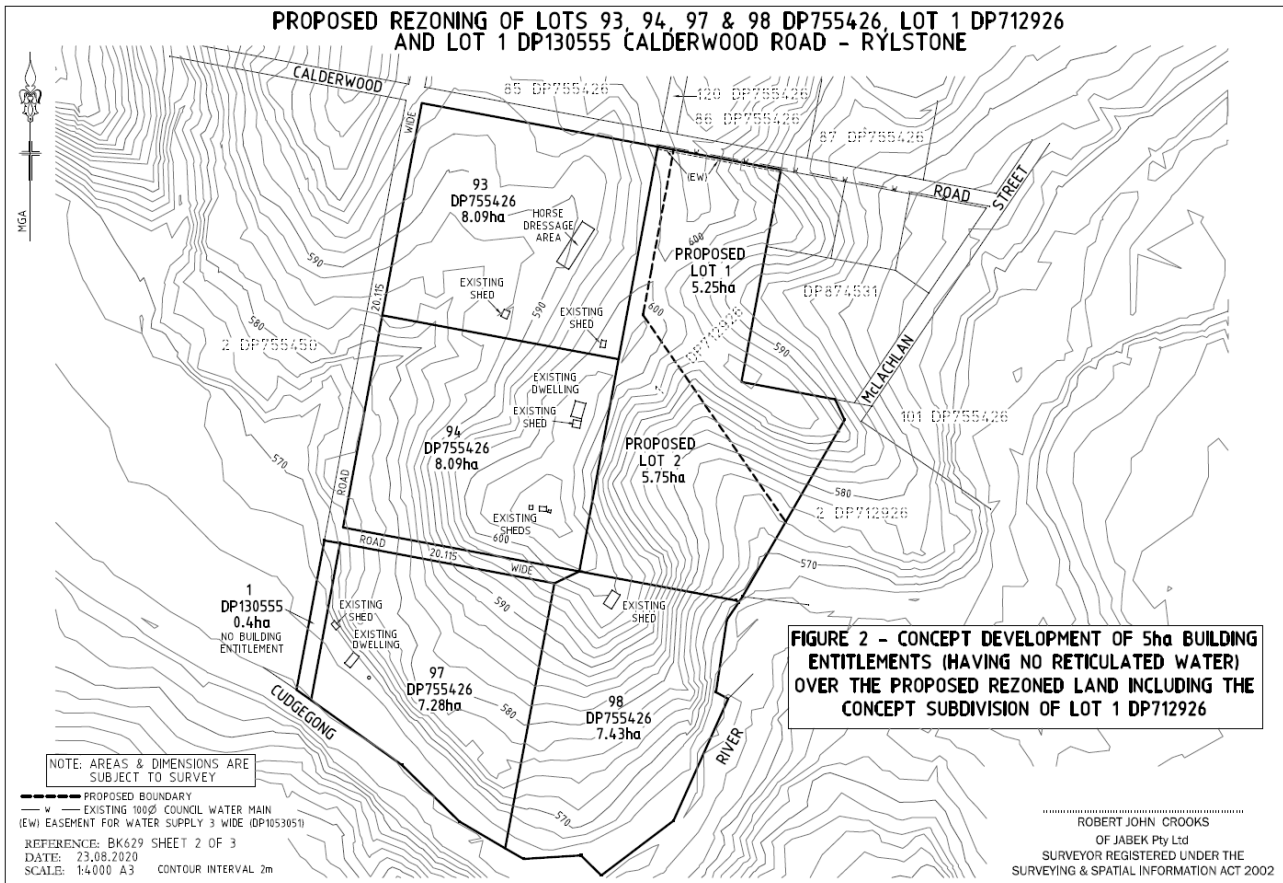 PROPOSED REZONING OF LOTS 93, 94, 97 & 98 DP755426, LOT 1 DP712926
AND LOT 1 DP130555 CALDERWOOD ROAD - RYLSTONE
MGA
CALDERWOOD
WIDE
85 DP755426
120 DP755426
86 DP755426
87 DP755426
ROAD
STREET
W
W
W
W
W
(EW)
93
DP755426
8.09ha
HORSE
DRESSAGE
AREA
590
590
600
PROPOSED
LOT 1
5.25ha
EXISTING
SHED
EXISTING
SHED
20.115
600
DP712926
DP874531
580
2 DP755450
590
McLACHLAN
EXISTING
DWELLING
EXISTING
SHED
94
DP755426
8.09ha
PROPOSED
LOT 2
5.75ha
101 DP755426
570
ROAD
580
2 DP712926
EXISTING
SHEDS
600
ROAD
20.115
WIDE
570
1
DP130555
0.4ha
NO BUILDING
ENTITLEMENT
EXISTING
SHED
EXISTING
DWELLING
590
EXISTING
SHED
97
DP755426
7.28ha
580
98
DP755426
7.43ha
CUDGEGONG
RIVER
570
FIGURE 2 - CONCEPT DEVELOPMENT OF 5ha BUILDING
ENTITLEMENTS (HAVING NO RETICULATED WATER)
OVER THE PROPOSED REZONED LAND INCLUDING THE
CONCEPT SUBDIVISION OF LOT 1 DP712926
NOTE: AREAS & DIMENSIONS ARE
SUBJECT TO SURVEY
PROPOSED BOUNDARY
W EXISTING 100Ø COUNCIL WATER MAIN
(EW) EASEMENT FOR WATER SUPPLY 3 WIDE (DP1053051)
REFERENCE: BK629 SHEET 2 OF 3
DATE: 23.08.2020
SCALE: 1:4000 A3 CONTOUR INTERVAL 2m
ROBERT JOHN CROOKS
OF JABEK Pty Ltd
SURVEYOR REGISTERED UNDER THE
SURVEYING & SPATIAL INFORMATION ACT 2002